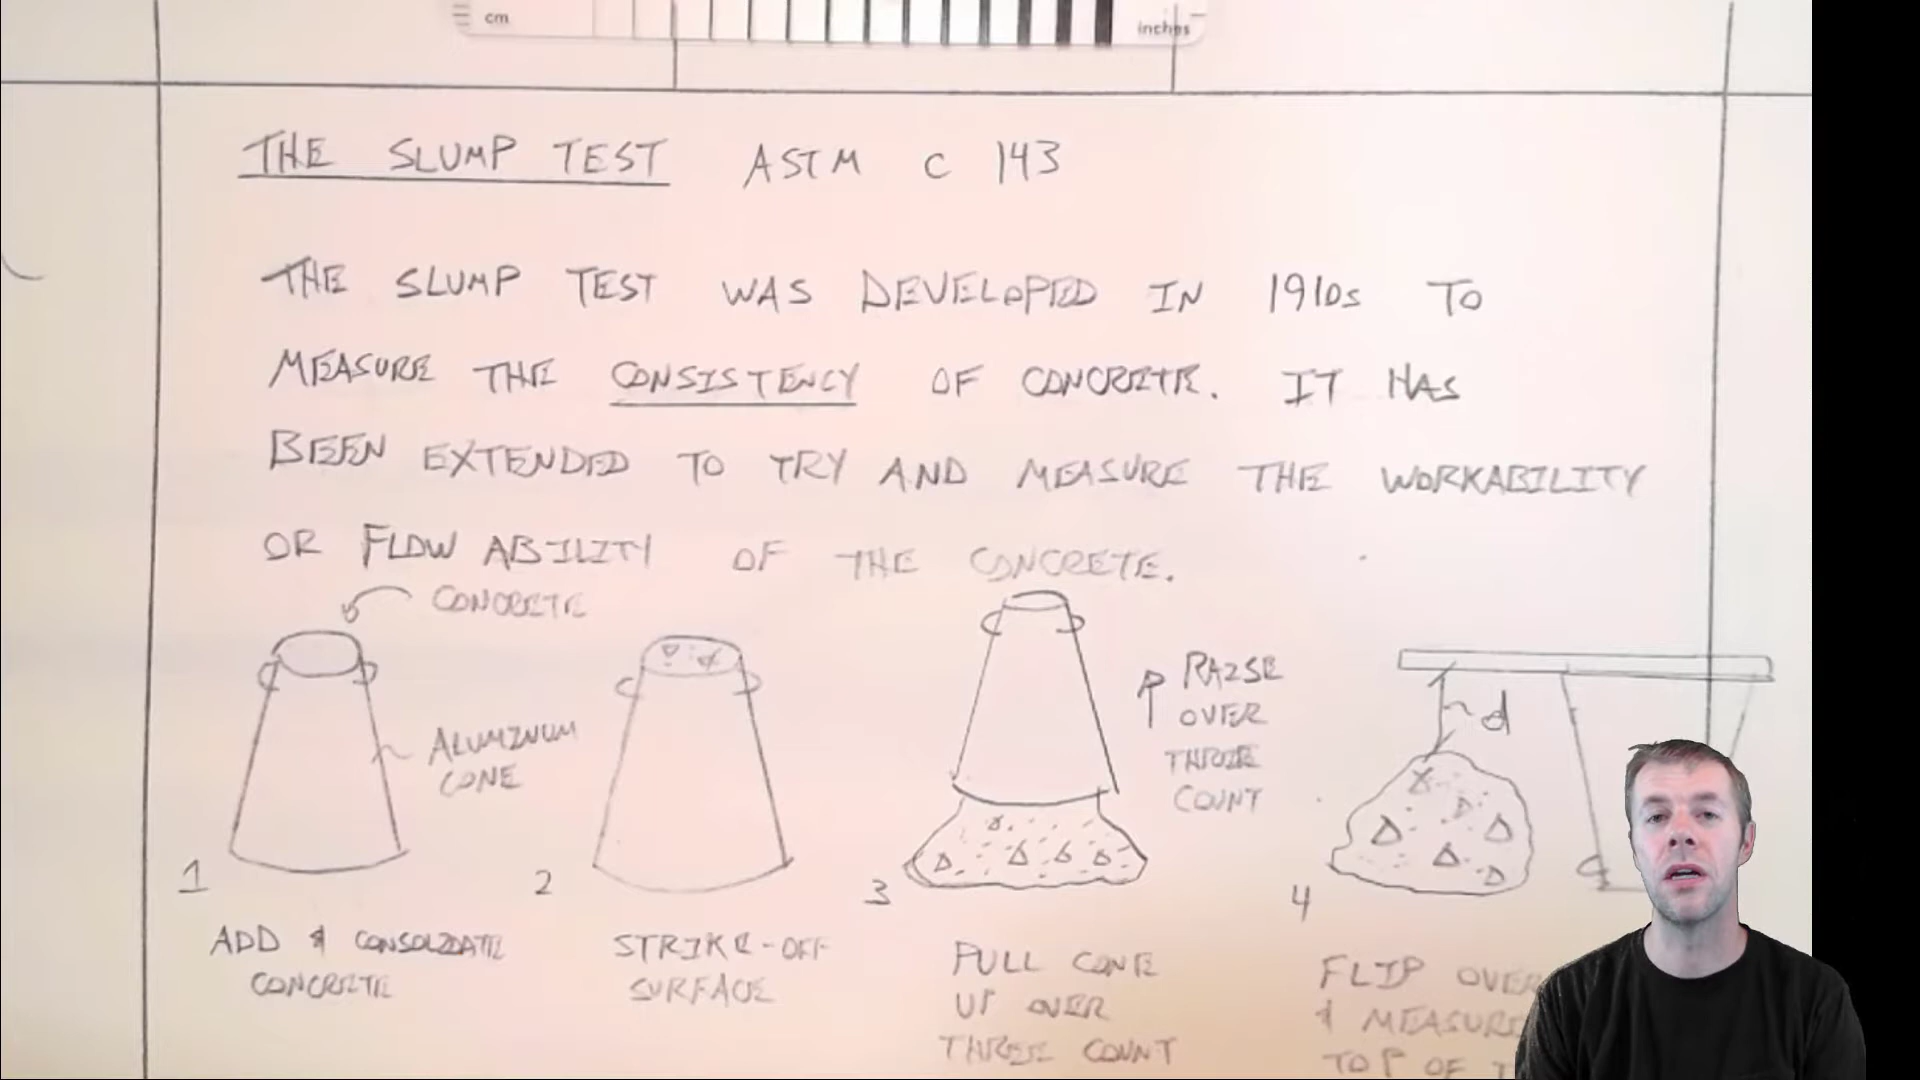 cm
inches
THE SLUMP TEST ASTM C 143
THE SLUMP TEST WAS DEVELOPED IN 1910s TO
MEASURE THE CONSISTENCY OF CONCRETE. IT HAS
BEEN EXTENDED TO TRY AND MEASURE THE WORKABILITY
OR FLOW ABILITY OF THE CONCRETE.
CONCRETE
ALUMINUM
CONE
1
ADD & CONSOLIDATE
CONCRETE
2
STRIKE-OFF
SURFACE
RAISE
OVER
THREE
COUNT
3
PULL CONE
UP OVER
THREE COUNT
d
4
FLIP OVER
& MEASURE
TOP OF